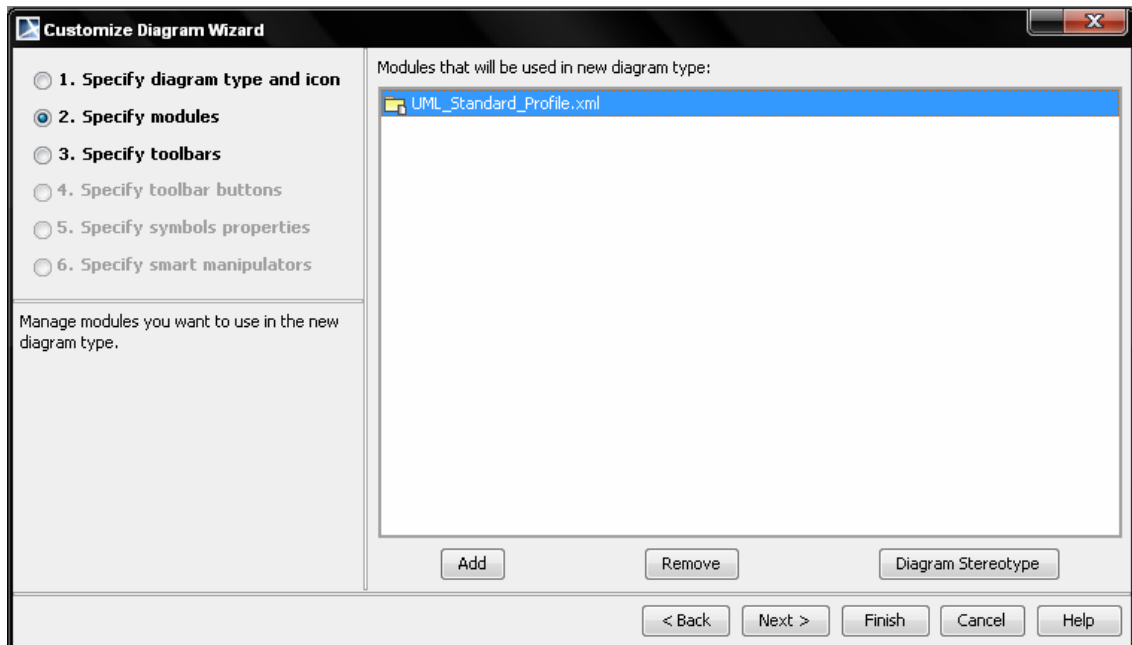 Customize Diagram Wizard
1. Specify diagram type and icon
2. Specify modules
3. Specify toolbars
4. Specify toolbar buttons
5. Specify symbols properties
6. Specify smart manipulators
Manage modules you want to use in the new
diagram type.
Modules that will be used in new diagram type:
UML_Standard_Profile.xml
Add
Remove
Diagram Stereotype
< Back
Next >
Finish
Cancel
Help